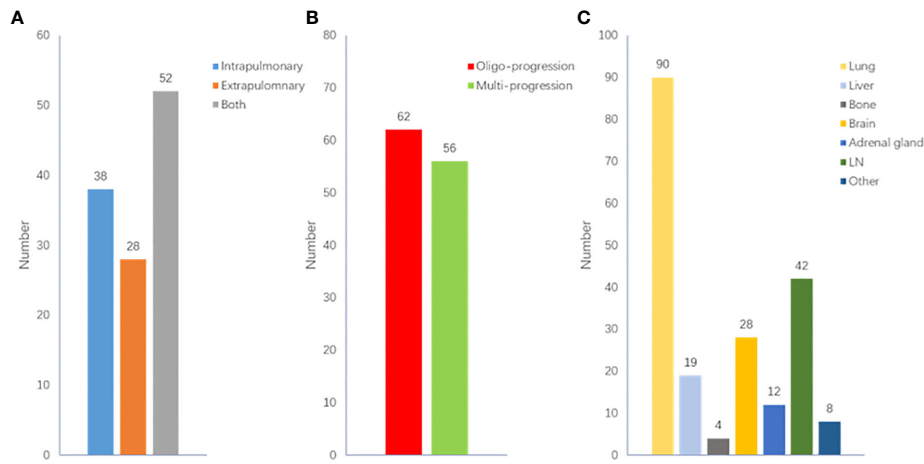 A
60
50
40
30
20
10
0
Number
38
28
52
Intrapulmonary
Extrapulomnary
Both
B
80
70
60
50
40
30
20
10
0
Number
62
56
Oligo-progression
Multi-progression
C
100
90
80
70
60
50
40
30
20
10
0
Number
90
19
4
28
12
42
8
Lung
Liver
Bone
Brain
Adrenal gland
LN
Other